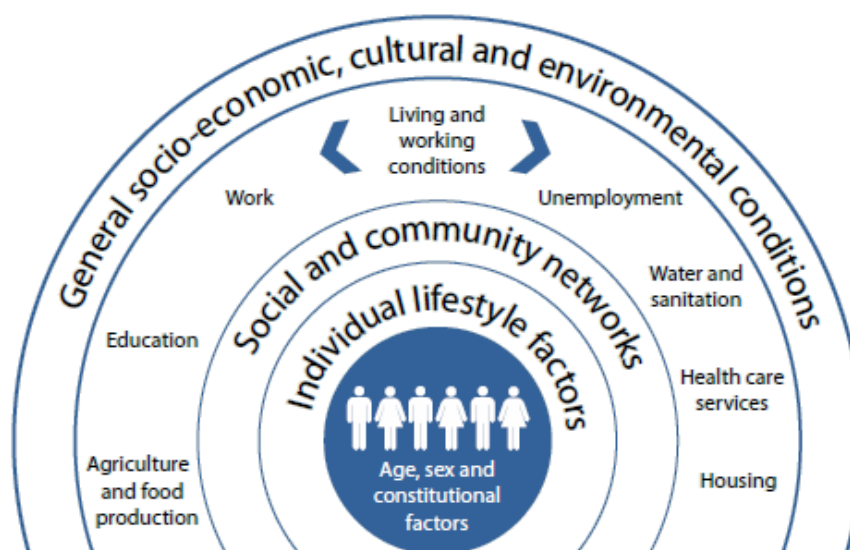 General socio-economic, cultural and environmental conditions
Living and
working
conditions
Work
Unemployment
Social and community networks
Water and
sanitation
Individual lifestyle factors
Education
Health care
services
Agriculture
and food
production
Housing
Age, sex and
constitutional
factors